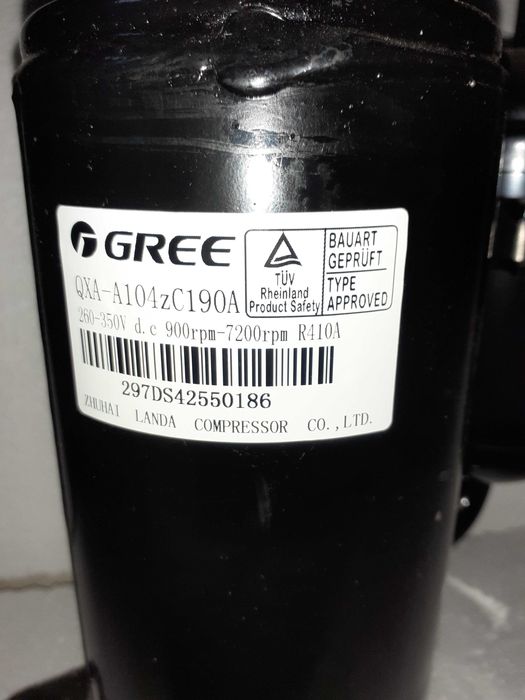 GREE
TÜV
Rheinland
Product Safety
BAUART
GEPRÜFT
TYPE
APPROVED
QXA-A104zC190A
260-350V d.c 900rpm-7200rpm R410A
297DS42550186
ZHUHAI LANDA COMPRESSOR CO.,LTD.